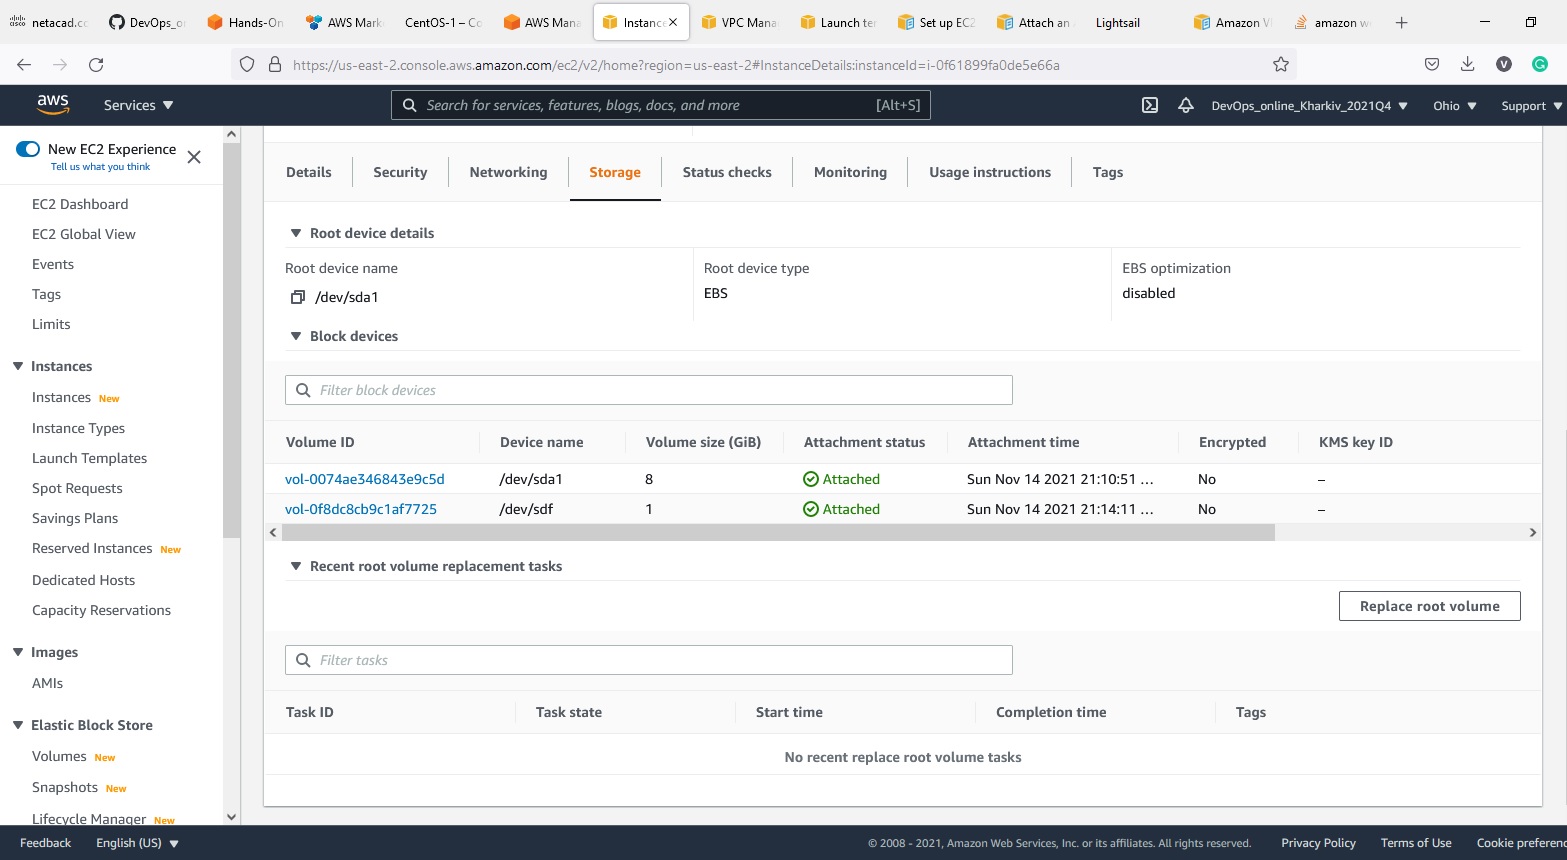 netacad.co
DevOps_or
Hands-On
AWS Mark
CentOS-1 – Co
AWS Mana
Instance
VPC Mana
Launch ter
Set up EC2
Attach an
Lightsail
Amazon V
amazon we
https://us-east-2.console.aws.amazon.com/ec2/v2/home?region=us-east-2#InstanceDetails:instanceId=i-0f61899fa0de5e66a
V
aws
Services
Search for services, features, blogs, docs, and more [Alt+S]
DevOps_online_Kharkiv_2021Q4
Ohio
Support
New EC2 Experience
Tell us what you think
EC2 Dashboard
EC2 Global View
Events
Tags
Limits
Instances
Instances New
Instance Types
Launch Templates
Spot Requests
Savings Plans
Reserved Instances New
Dedicated Hosts
Capacity Reservations
Images
AMIs
Elastic Block Store
Volumes New
Snapshots New
Lifecycle Manager New
Details
Security
Networking
Storage
Status checks
Monitoring
Usage instructions
Tags
Root device details
Root device name
Root device type
EBS optimization
/dev/sda1
EBS
disabled
Block devices
Filter block devices
Volume ID Device name Volume size (GiB) Attachment status Attachment time Encrypted KMS key ID
vol-0074ae346843e9c5d /dev/sda1 8 Attached Sun Nov 14 2021 21:10:51 ... No –
vol-0f8dc8cb9c1af7725 /dev/sdf 1 Attached Sun Nov 14 2021 21:14:11 ... No –
Recent root volume replacement tasks
Replace root volume
Filter tasks
Task ID Task state Start time Completion time Tags
No recent replace root volume tasks
Feedback
English (US)
© 2008 - 2021, Amazon Web Services, Inc. or its affiliates. All rights reserved.
Privacy Policy
Terms of Use
Cookie preferen